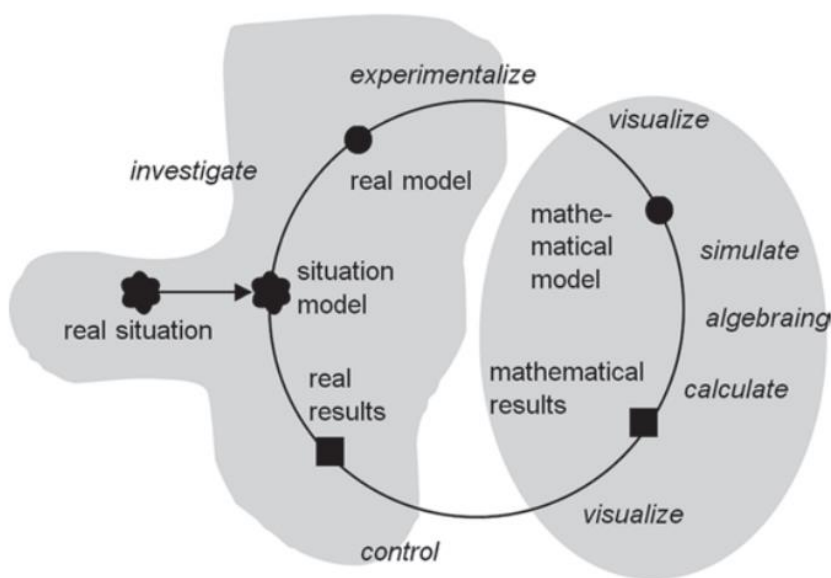 experimentalize
visualize
investigate
real model
mathe-
matical
model
simulate
situation
model
real situation
algebraing
real
results
mathematical
results
calculate
visualize
control